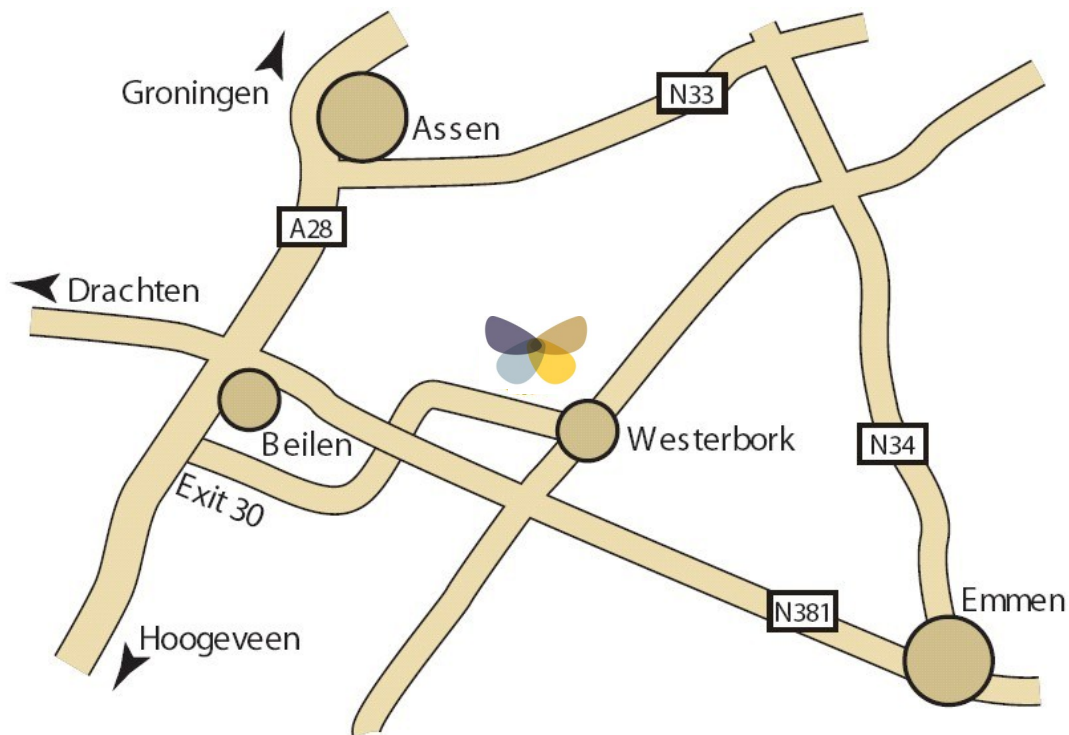 Groningen
N33
Assen
A28
Drachten
Beilen
Westerbork
N34
Exit 30
Emmen
N381
Hoogeveen